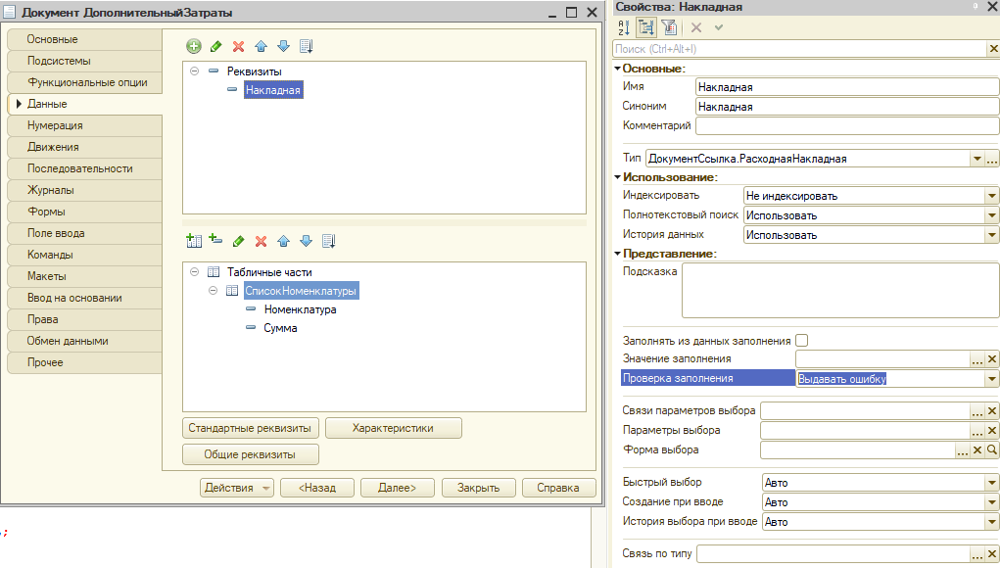 Документ ДополнительныйЗатраты
Основные
Подсистемы
Функциональные опции
Данные
Нумерация
Движения
Последовательности
Журналы
Формы
Поле ввода
Команды
Макеты
Ввод на основании
Права
Обмен данными
Прочее
Реквизиты
Накладная
Табличные части
СписокНоменклатуры
Номенклатура
Сумма
Стандартные реквизиты
Характеристики
Общие реквизиты
Действия
<Назад
Далее>
Закрыть
Справка
;
Свойства: Накладная
Поиск (Ctrl+Alt+I)
Основные:
Имя Накладная
Синоним Накладная
Комментарий
Тип ДокументСсылка.РасходнаяНакладная
Использование:
Индексировать Не индексировать
Полнотекстовый поиск Использовать
История данных Использовать
Представление:
Подсказка
Заполнять из данных заполнения
Значение заполнения
Проверка заполнения Выдавать ошибку
Связи параметров выбора
Параметры выбора
Форма выбора
Быстрый выбор Авто
Создание при вводе Авто
История выбора при вводе Авто
Связь по типу